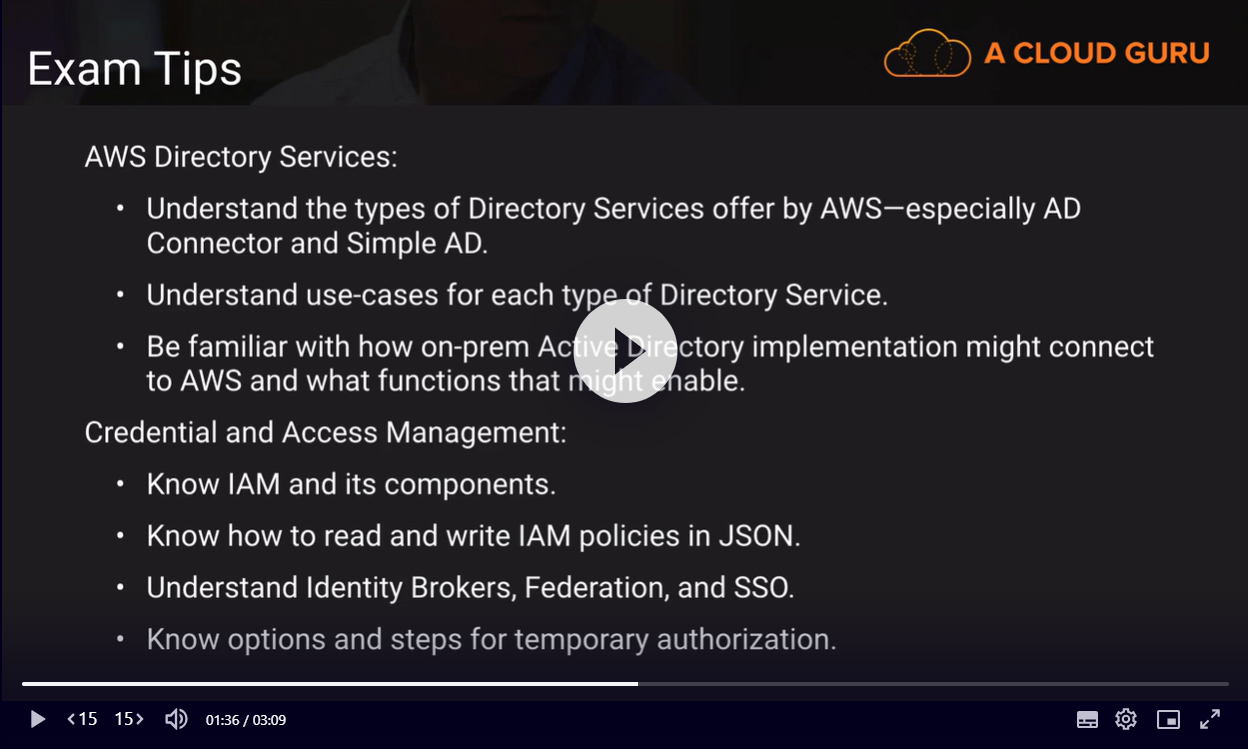 Exam Tips
A CLOUD GURU
AWS Directory Services:
• Understand the types of Directory Services offer by AWS—especially AD
Connector and Simple AD.
• Understand use-cases for each type of Directory Service.
• Be familiar with how on-prem Active Directory implementation might connect
to AWS and what functions that might enable.
Credential and Access Management:
• Know IAM and its components.
• Know how to read and write IAM policies in JSON.
• Understand Identity Brokers, Federation, and SSO.
• Know options and steps for temporary authorization.
<15 15> 01:36 / 03:09